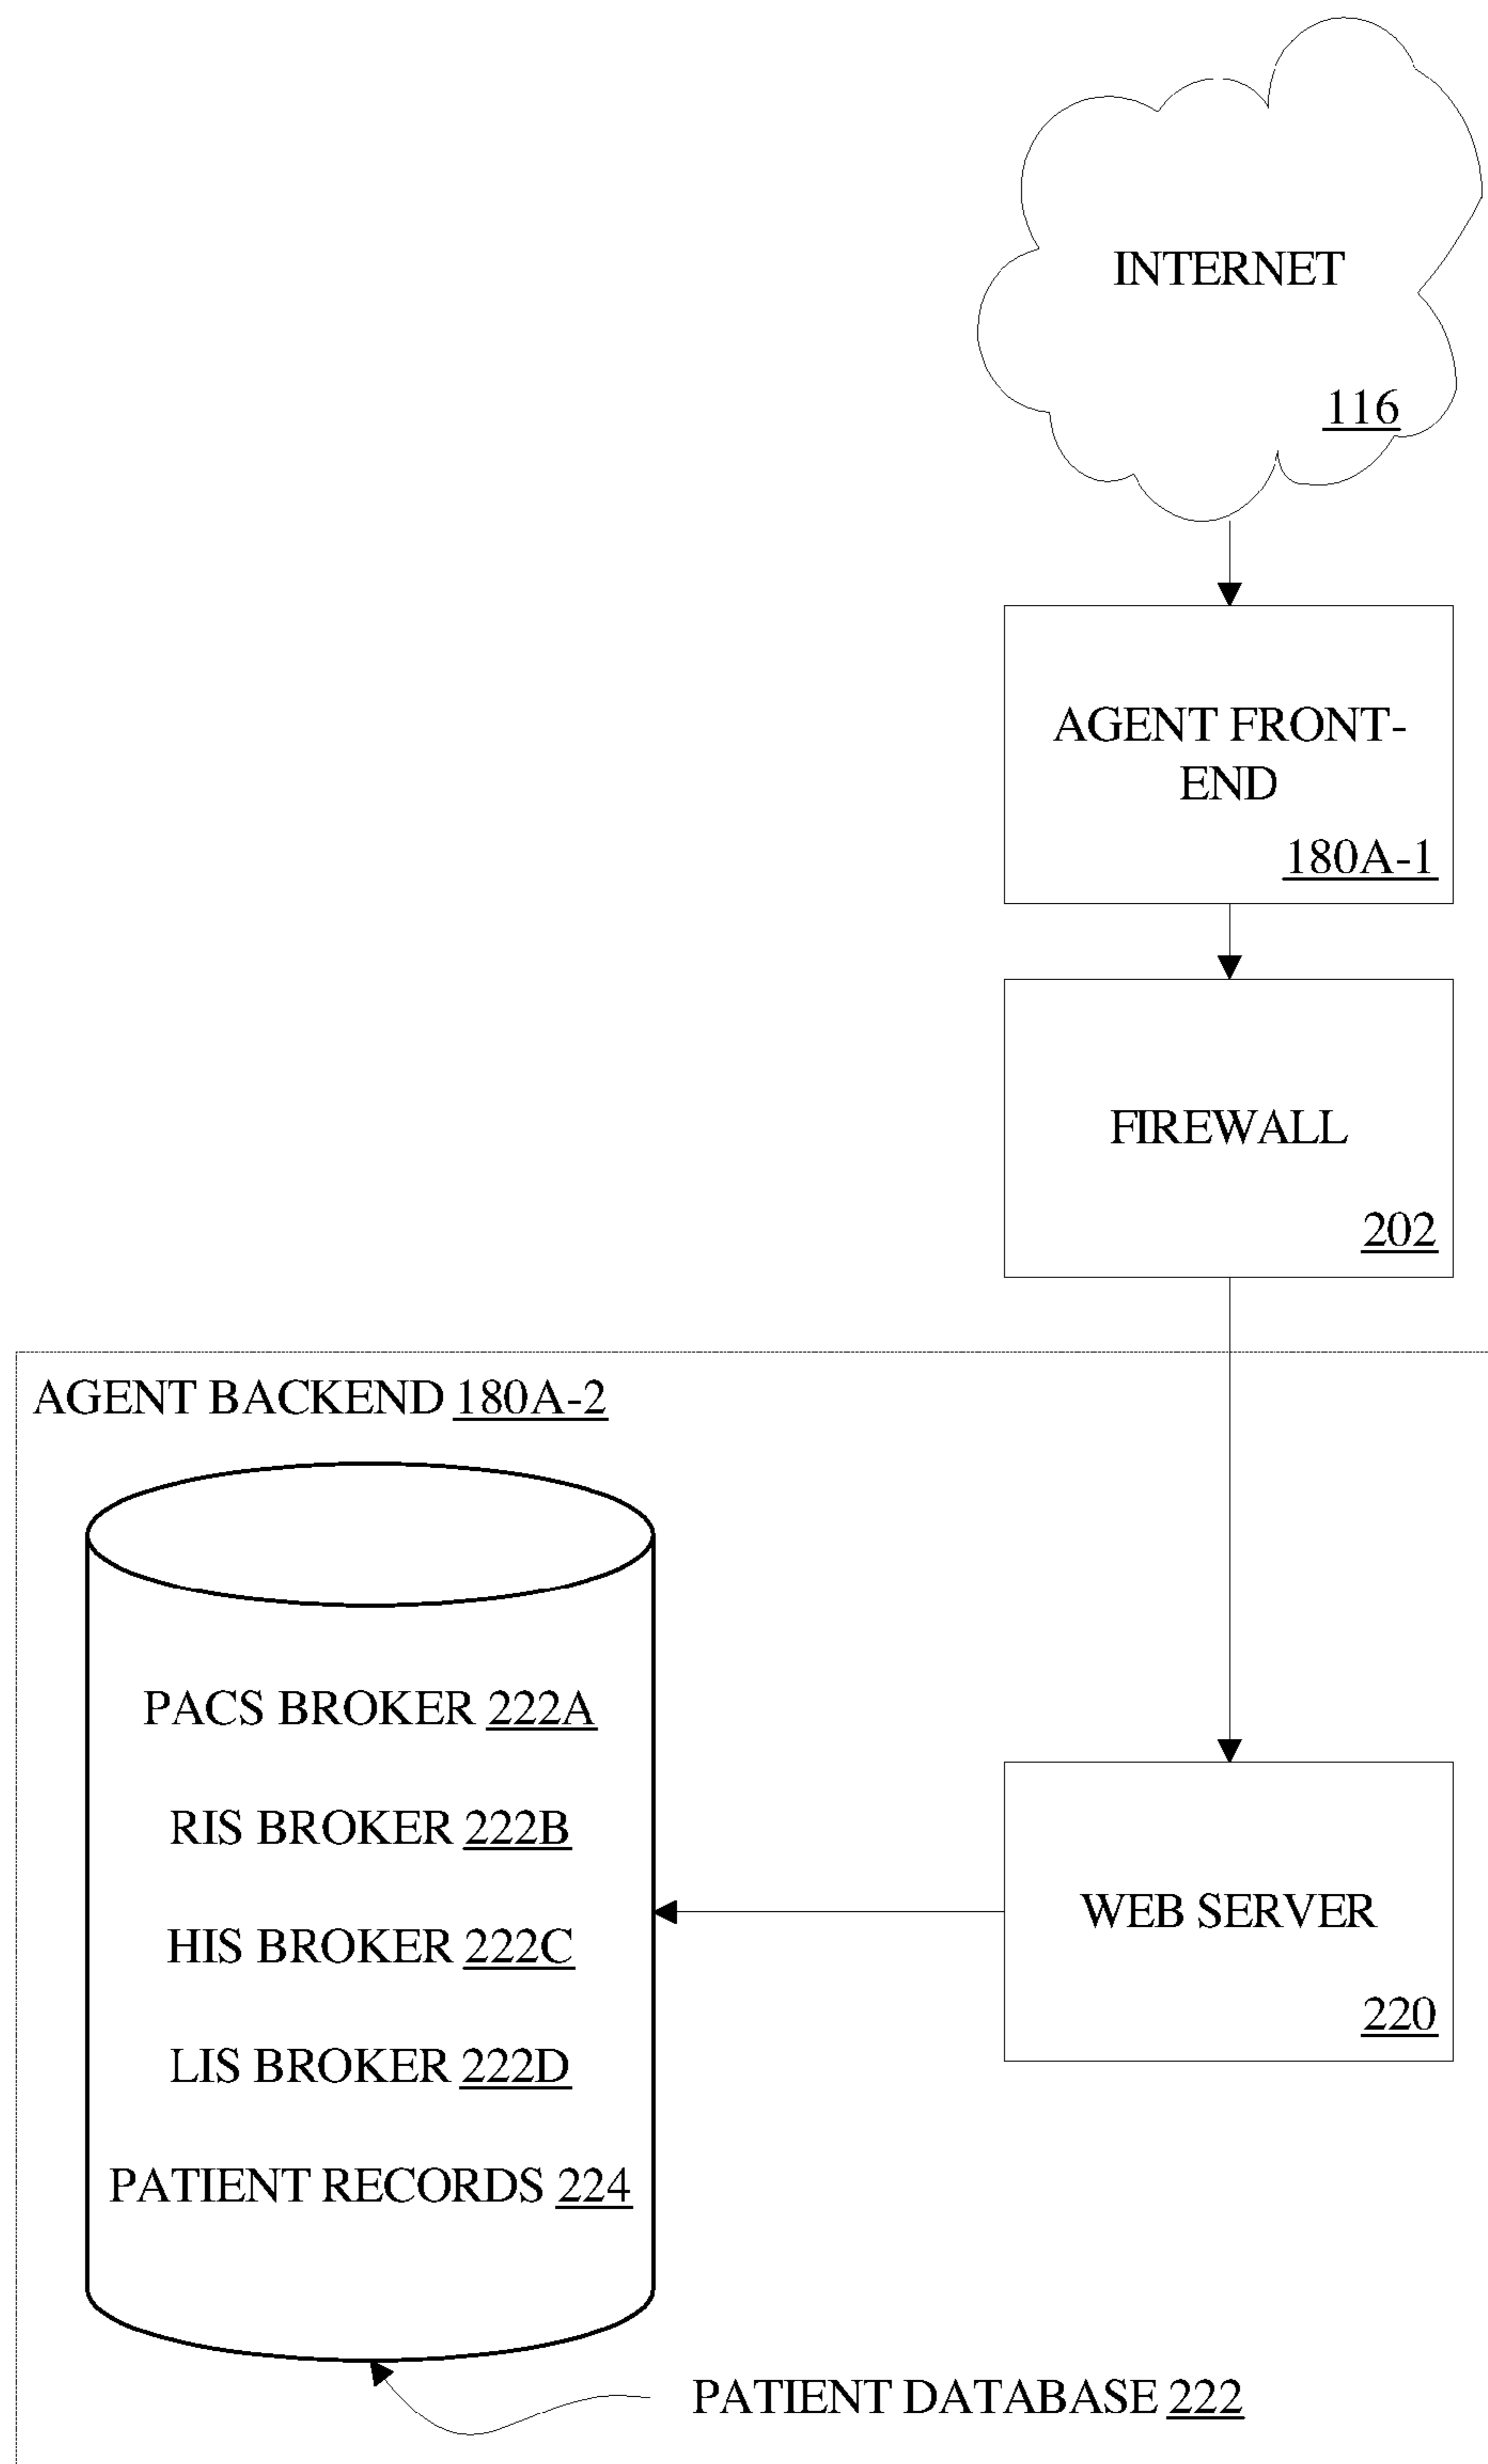 INTERNET
116
AGENT FRONT-
END
180A-1
FIREWALL
202
AGENT BACKEND 180A-2
PACS BROKER 222A
RIS BROKER 222B
HIS BROKER 222C
LIS BROKER 222D
PATIENT RECORDS 224
WEB SERVER
220
PATIENT DATABASE 222